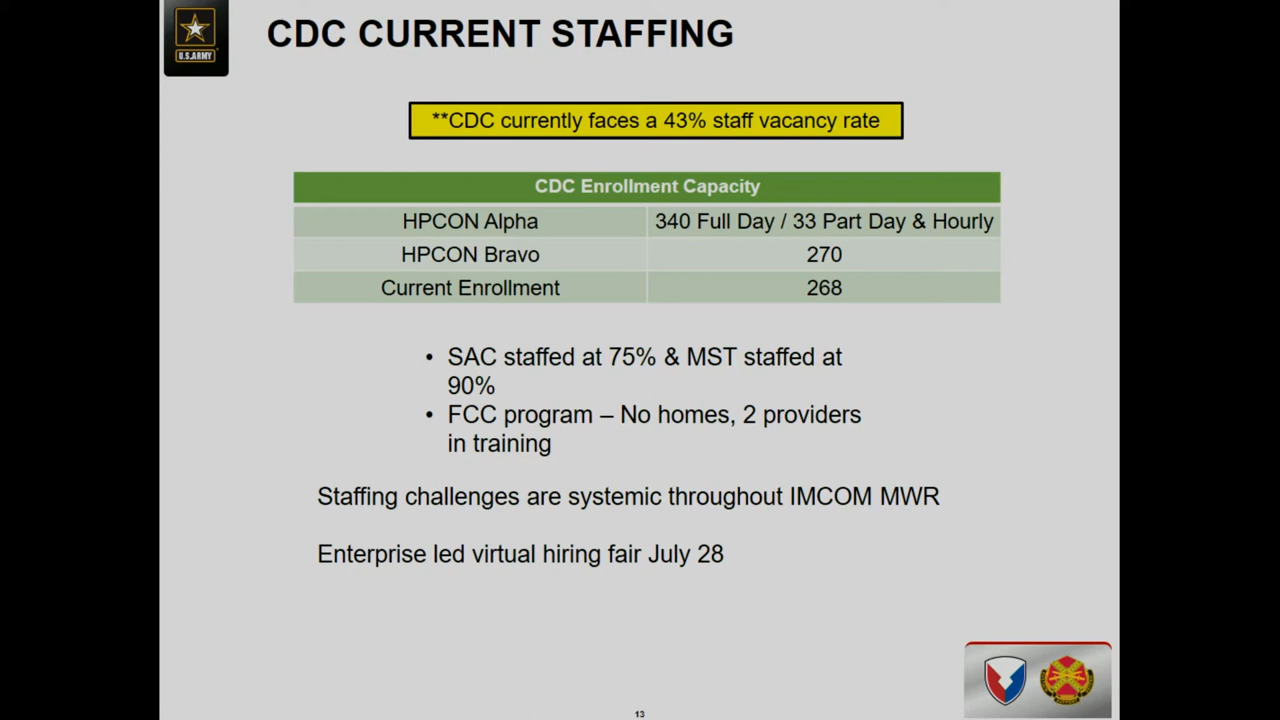 U.S.ARMY
CDC CURRENT STAFFING
**CDC currently faces a 43% staff vacancy rate
CDC Enrollment Capacity
HPCON Alpha 340 Full Day / 33 Part Day & Hourly
HPCON Bravo 270
Current Enrollment 268
• SAC staffed at 75% & MST staffed at
90%
• FCC program – No homes, 2 providers
in training
Staffing challenges are systemic throughout IMCOM MWR
Enterprise led virtual hiring fair July 28
13